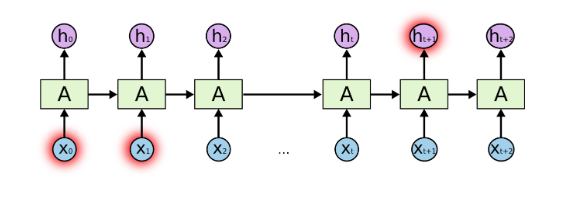 h₀ h₁ h₂ hₜ hₜ₊₁ hₜ₊₂
A A A A A A
x₀ x₁ x₂ ... xₜ xₜ₊₁ xₜ₊₂